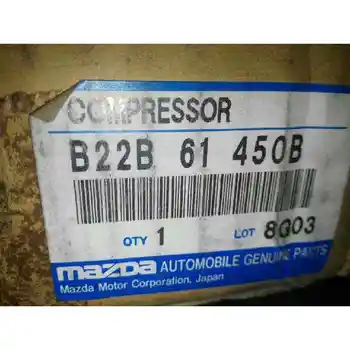 COMPRESSOR
B22B 61 450B
QTY 1 LOT 8G03
mazda AUTOMOBILE GENUINE PARTS
Mazda Motor Corporation, Japan